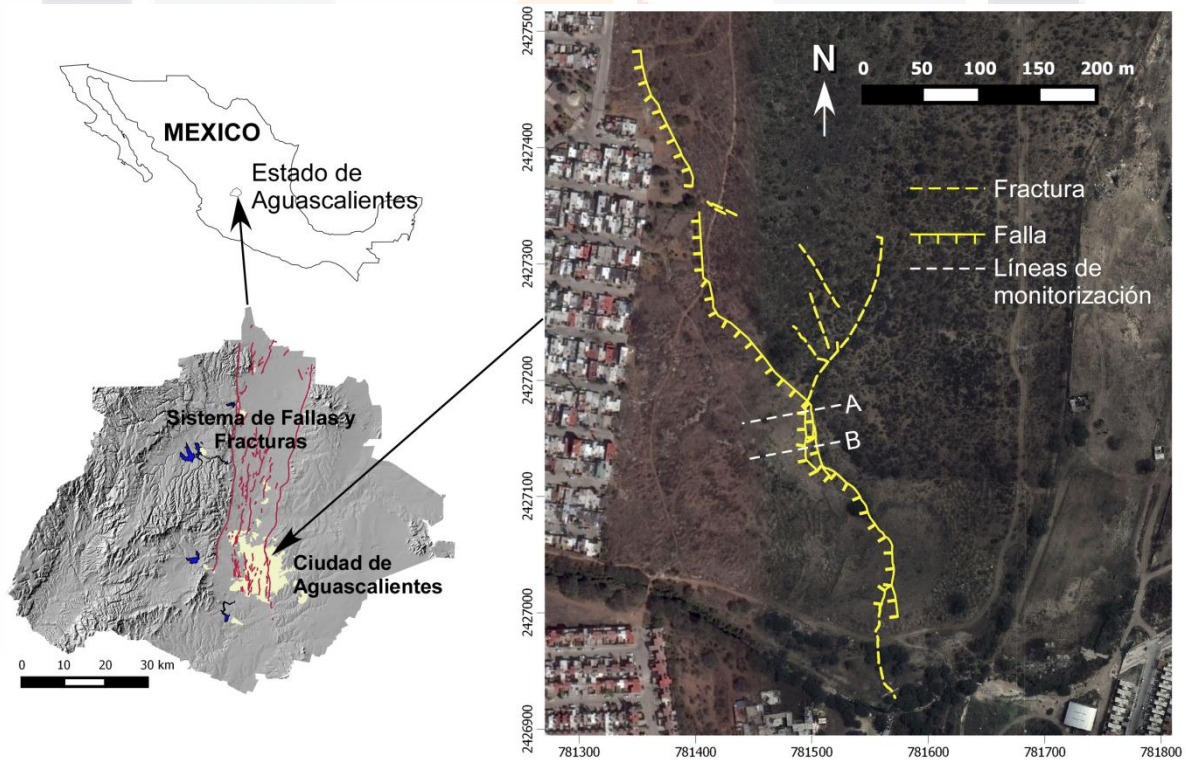 MEXICO
Estado de
Aguascalientes
Sistema de Fallas y
Fracturas
Ciudad de
Aguascalientes
0 10 20 30 km
N
0 50 100 150 200 m
Fractura
Falla
Líneas de
monitorización
A
B
2427500
2427400
2427300
2427200
2427100
2427000
2426900
781300 781400 781500 781600 781700 781800